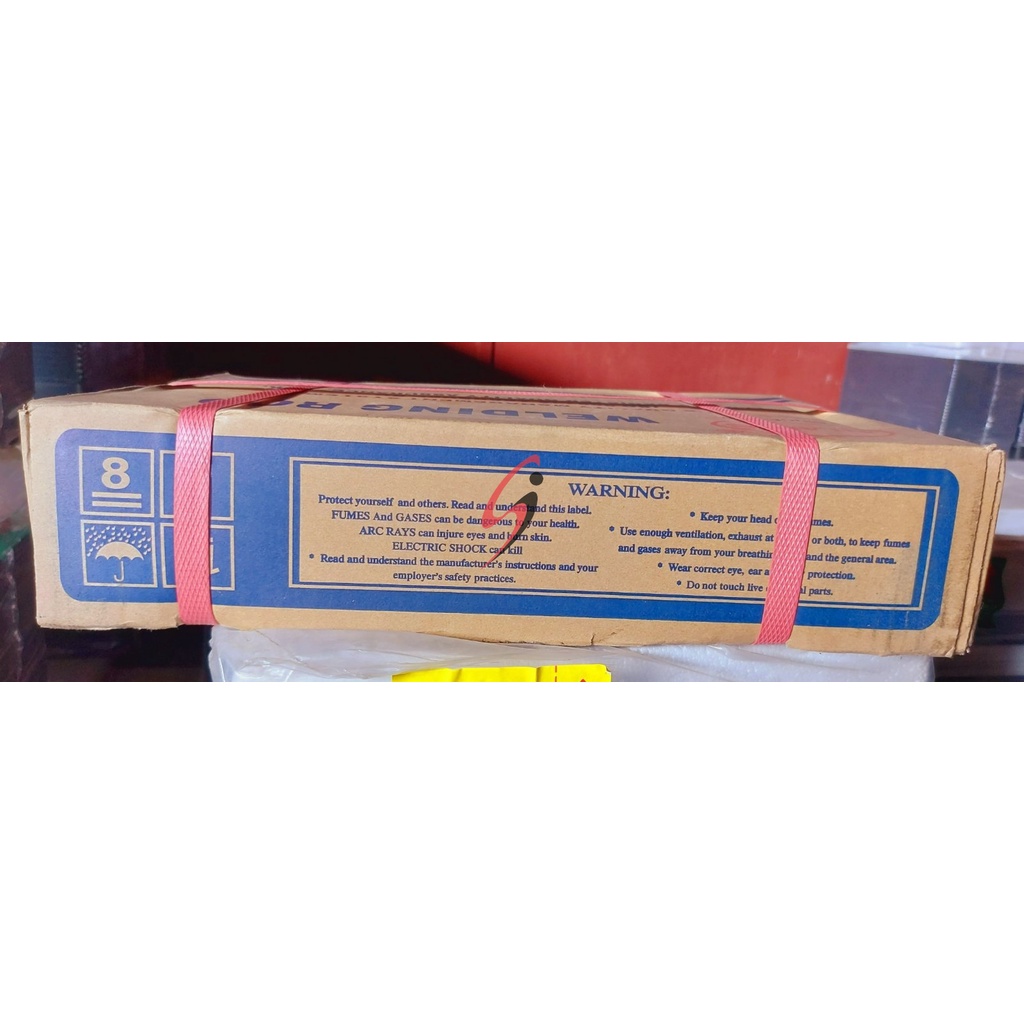 WELDING
8
WARNING:
Protect yourself and others. Read and understand this label.
FUMES And GASES can be dangerous to your health.
ARC RAYS can injure eyes and burn skin.
ELECTRIC SHOCK can kill
• Read and understand the manufacturer's instructions and your
employer's safety practices.
• Keep your head
• Use enough ventilation, exhaust at or both, to keep fumes
and gases away from your and the general area.
• Wear correct eye, ear protection.
• Do not touch live parts.